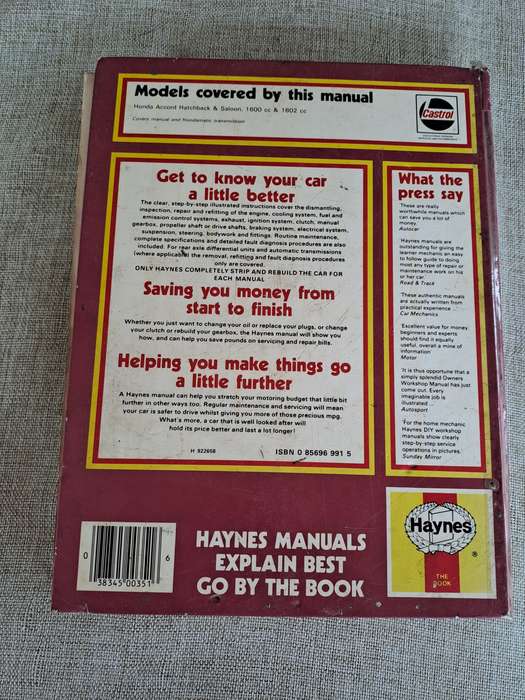 Models covered by this manual
Honda Accord Hatchback & Saloon, 1600 cc & 1602 cc
Covers manual and Hondamatic transmission
Castrol
Get to know your car
a little better
The clear, step-by-step illustrated instructions cover the dismantling,
inspection, repair and refitting of the engine, cooling system, fuel and
emission control systems, exhaust, ignition system, clutch, manual
gearbox, propeller shaft or drive shafts, braking system, electrical system,
suspension, steering, bodywork and fittings. Routine maintenance,
complete specifications and detailed fault diagnosis procedures are also
included. For rear axle differential units and automatic transmissions
(where applicable) the removal, refitting and fault diagnosis procedures
only are covered.
ONLY HAYNES COMPLETELY STRIP AND REBUILD THE CAR FOR
EACH MANUAL
Saving you money from
start to finish
Whether you just want to change your oil or replace your plugs, or change
your clutch or rebuild your gearbox, the Haynes manual will show you
how, and can help you save pounds on servicing and repair bills.
Helping you make things go
a little further
A Haynes manual can help you stretch your motoring budget that little bit
further in other ways too. Regular maintenance and servicing will mean
your car is safer to drive whilst giving you more of those precious mpg.
What's more, a car that is well looked after will
hold its price better and last a lot longer!
H 922658
ISBN 0 85696 991 5
What the
press say
'These are really
worthwhile manuals which
can save you a lot of
money.
Autocar
'Haynes manuals are
outstanding for giving the
learner mechanic an easy
to follow guide to doing
most any type of repair or
maintenance work on his
or her car.
Road & Track
'These authentic manuals
are actually written from
practical experience...
Car Mechanics
'Excellent value for money
beginners and experts
should find it equally
useful, overall a mine of
information'
Motor
'It is thus opportune that a
simply splendid Owners
Workshop Manual has just
come out. Every
imaginable job is
illustrated ...
Autosport
'For the home mechanic
Haynes DIY workshop
manuals show clearly
step-by-step service
operations in pictures.
Sunday Mirror
0
38345 00351
6
HAYNES MANUALS
EXPLAIN BEST
GO BY THE BOOK
Haynes
®
THE
BOOK